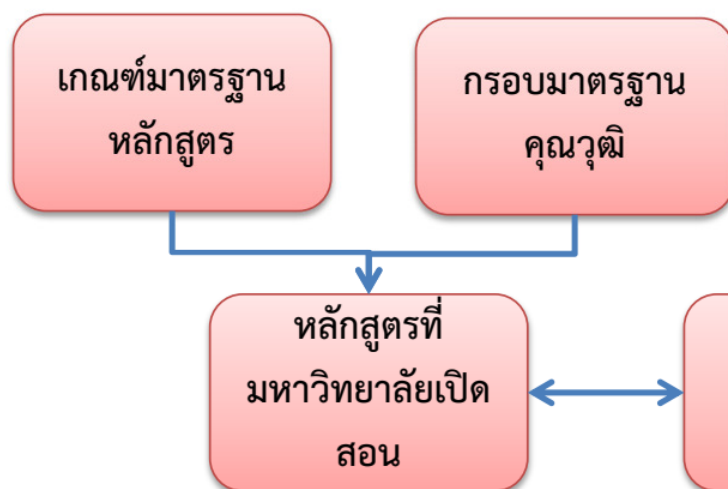 เกณฑ์มาตรฐาน
หลักสูตร
กรอบมาตรฐาน
คุณวุฒิ
หลักสูตรที่
มหาวิทยาลัยเปิด
สอน